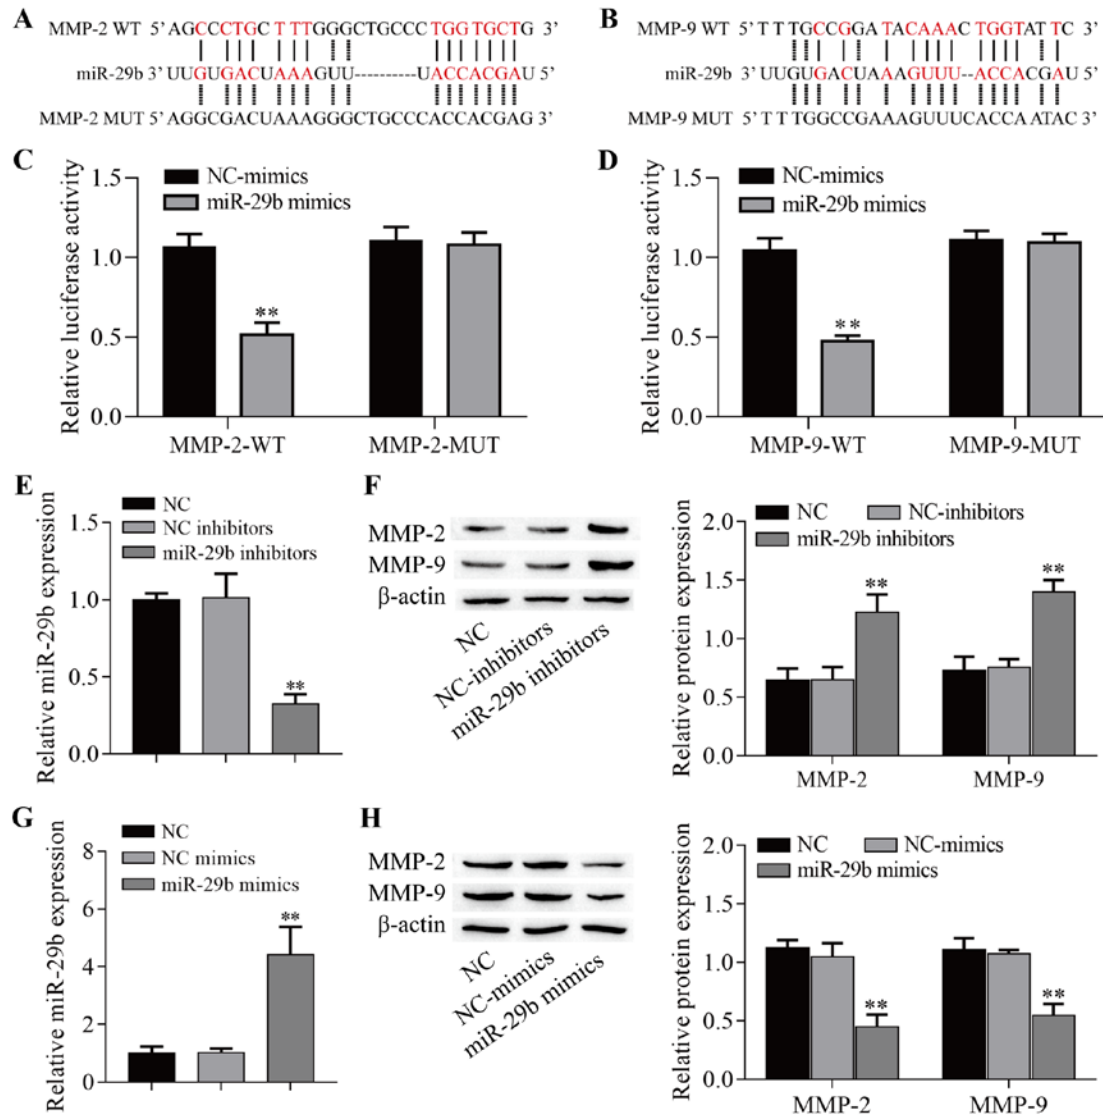 A
MMP-2 WT 5’ AGCCCTGCTTTGGGGCTGCCCCTGGTGCTG 3’
miR-29b 3’ UUGUGACUAAAGUU----------UACCACGAU 5’
MMP-2 MUT 5’ AGGCGACUAAAGGGCTGCCCACCACGAG 3’
B
MMP-9 WT 5’ TTTGCCGGATACAAACTGGTATTC 3’
miR-29b 3’ UUGUGACUAAAGUUU--ACCACGAU 5’
MMP-9 MUT 5’ TTTGGCCGAAAGUUUCACCAATAC 3’
C
Relative luciferase activity
NC-mimics
miR-29b mimics
1.5
1.0
0.5
0.0
**
MMP-2-WT MMP-2-MUT
D
Relative luciferase activity
NC-mimics
miR-29b mimics
1.5
1.0
0.5
0.0
**
MMP-9-WT MMP-9-MUT
E
Relative miR-29b expression
NC
NC inhibitors
miR-29b inhibitors
1.5
1.0
0.5
0.0
**
F
MMP-2
MMP-9
β-actin
NC
NC-inhibitors
miR-29b inhibitors
Relative protein expression
NC NC-inhibitors
miR-29b inhibitors
2.0
1.5
1.0
0.5
0.0
** **
MMP-2 MMP-9
G
Relative miR-29b expression
NC
NC mimics
miR-29b mimics
8
6
4
2
0
**
H
MMP-2
MMP-9
β-actin
NC
NC-mimics
miR-29b mimics
Relative protein expression
NC NC-mimics
miR-29b mimics
2.0
1.5
1.0
0.5
0.0
** **
MMP-2 MMP-9